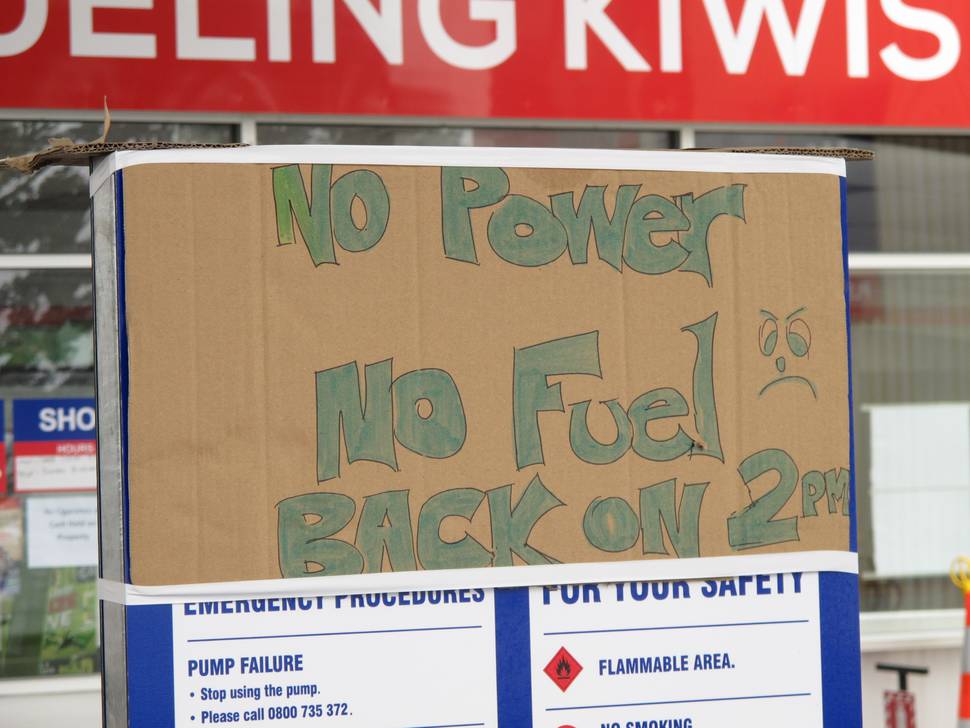 UELING KIWIS
No Power
No Fuel
BACK ON 2PM
SHO
HOURS
EMERGENCY PROCEDURES
PUMP FAILURE
• Stop using the pump.
• Please call 0800 735 372.
FOR YOUR SAFETY
FLAMMABLE AREA.
NO SMOKING